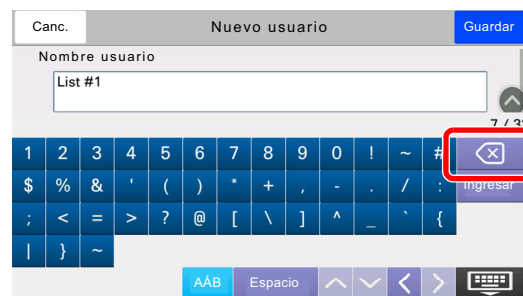 Canc. Nuevo usuario Guardar
Nombre usuario
List #1
7 / 3
1 2 3 4 5 6 7 8 9 0 ! ~ #
$ % & ' ( ) * + , - . / : Ingresar
; < = > ? @ [ \ ] ^ _ ` {
| } ~
AÁB Espacio